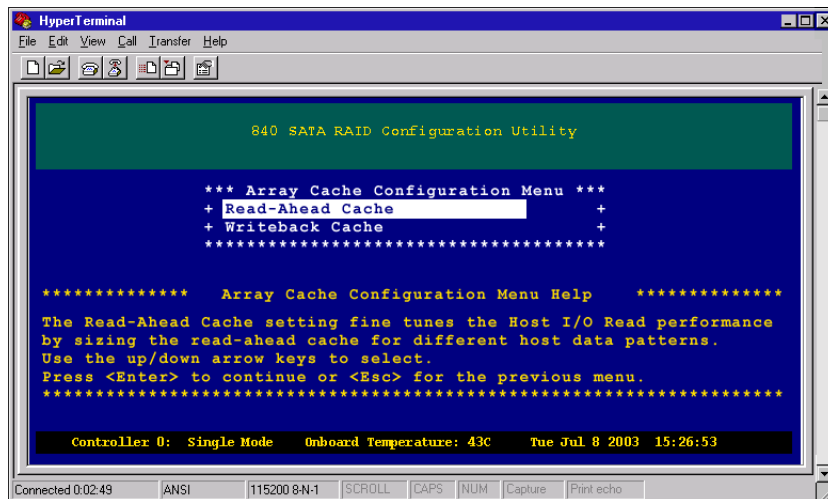 HyperTerminal
File Edit View Call Transfer Help
840 SATA RAID Configuration Utility
*** Array Cache Configuration Menu ***
+ Read-Ahead Cache +
+ Writeback Cache +
***************************************
************** Array Cache Configuration Menu Help **************
The Read-Ahead Cache setting fine tunes the Host I/O Read performance
by sizing the read-ahead cache for different host data patterns.
Use the up/down arrow keys to select.
Press <Enter> to continue or <Esc> for the previous menu.
************************************************************************
Controller 0: Single Mode Onboard Temperature: 43C Tue Jul 8 2003 15:26:53
Connected 0:02:49 ANSI 115200 8-N-1 SCROLL CAPS NUM Capture Print echo